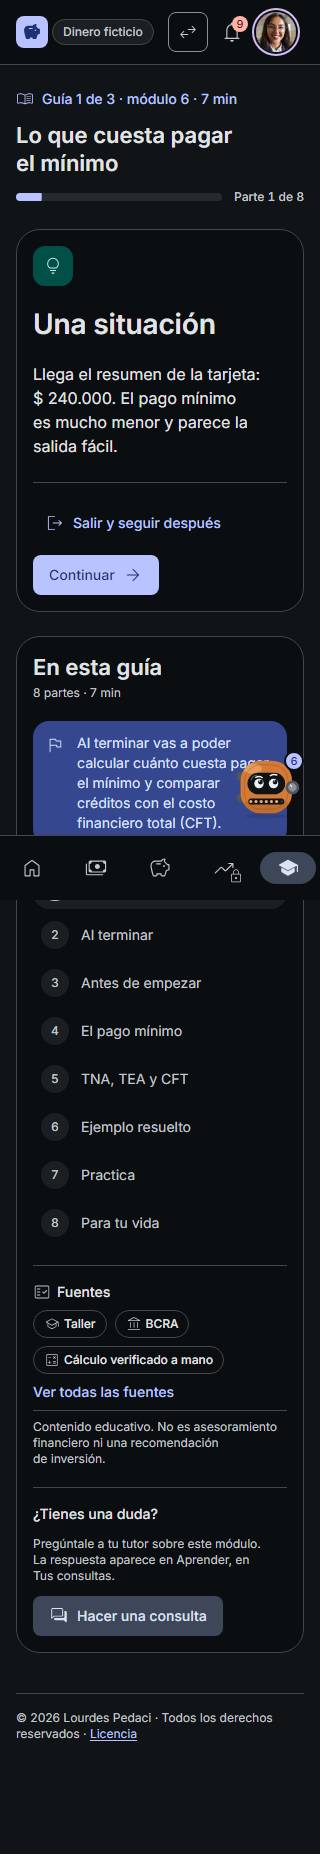 Dinero ficticio
9
Guía 1 de 3 · módulo 6 · 7 min
Lo que cuesta pagar
el mínimo
Parte 1 de 8
Una situación
Llega el resumen de la tarjeta:
$ 240.000. El pago mínimo
es mucho menor y parece la
salida fácil.
Salir y seguir después
Continuar
En esta guía
8 partes · 7 min
Al terminar vas a poder
calcular cuánto cuesta pagar
el mínimo y comparar
créditos con el costo
financiero total (CFT).
6
2 Al terminar
3 Antes de empezar
4 El pago mínimo
5 TNA, TEA y CFT
6 Ejemplo resuelto
7 Practica
8 Para tu vida
Fuentes
Taller BCRA
Cálculo verificado a mano
Ver todas las fuentes
Contenido educativo. No es asesoramiento
financiero ni una recomendación
de inversión.
¿Tienes una duda?
Pregúntale a tu tutor sobre este módulo.
La respuesta aparece en Aprender, en
Tus consultas.
Hacer una consulta
© 2026 Lourdes Pedaci · Todos los derechos
reservados · Licencia